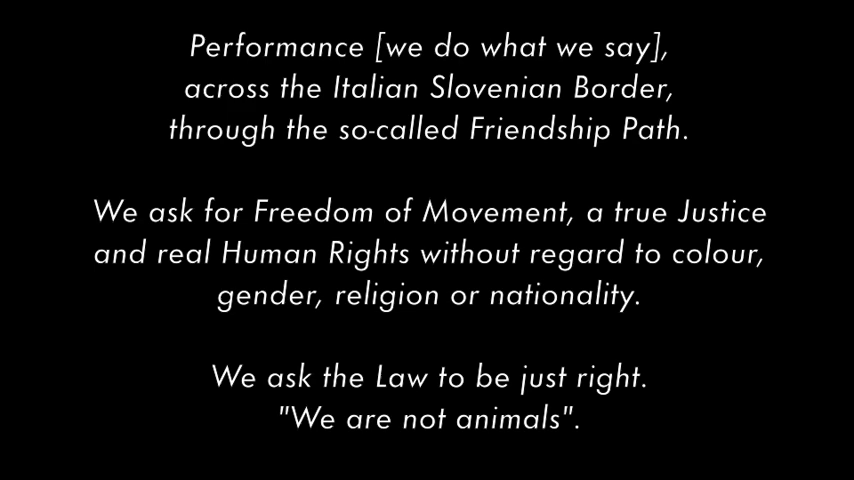 Performance [we do what we say],
across the Italian Slovenian Border,
through the so-called Friendship Path.
We ask for Freedom of Movement, a true Justice
and real Human Rights without regard to colour,
gender, religion or nationality.
We ask the Law to be just right.
"We are not animals".